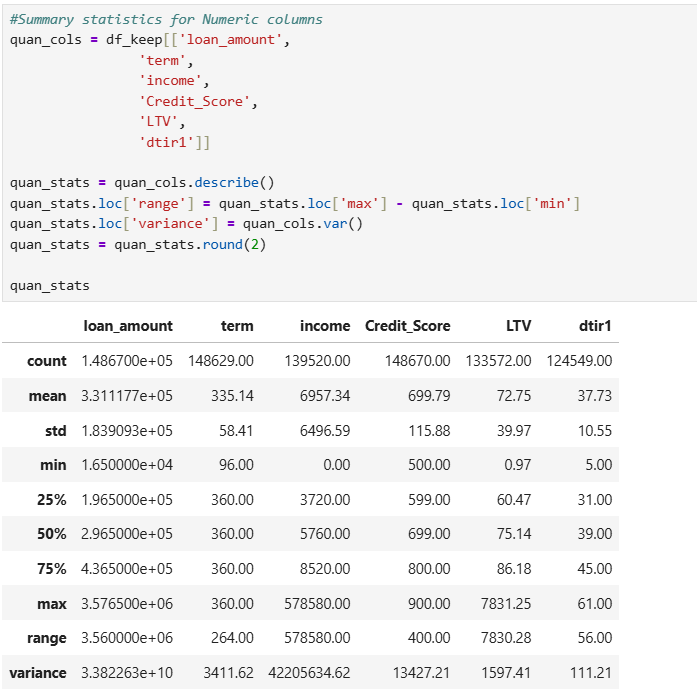 #Summary statistics for Numeric columns
quan_cols = df_keep[['loan_amount',
'term',
'income',
'Credit_Score',
'LTV',
'dtir1']]
quan_stats = quan_cols.describe()
quan_stats.loc['range'] = quan_stats.loc['max'] - quan_stats.loc['min']
quan_stats.loc['variance'] = quan_cols.var()
quan_stats = quan_stats.round(2)
quan_stats
loan_amount term income Credit_Score LTV dtir1
count 1.486700e+05 148629.00 139520.00 148670.00 133572.00 124549.00
mean 3.311177e+05 335.14 6957.34 699.79 72.75 37.73
std 1.839093e+05 58.41 6496.59 115.88 39.97 10.55
min 1.650000e+04 96.00 0.00 500.00 0.97 5.00
25% 1.965000e+05 360.00 3720.00 599.00 60.47 31.00
50% 2.965000e+05 360.00 5760.00 699.00 75.14 39.00
75% 4.365000e+05 360.00 8520.00 800.00 86.18 45.00
max 3.576500e+06 360.00 578580.00 900.00 7831.25 61.00
range 3.560000e+06 264.00 578580.00 400.00 7830.28 56.00
variance 3.382263e+10 3411.62 42205634.62 13427.21 1597.41 111.21